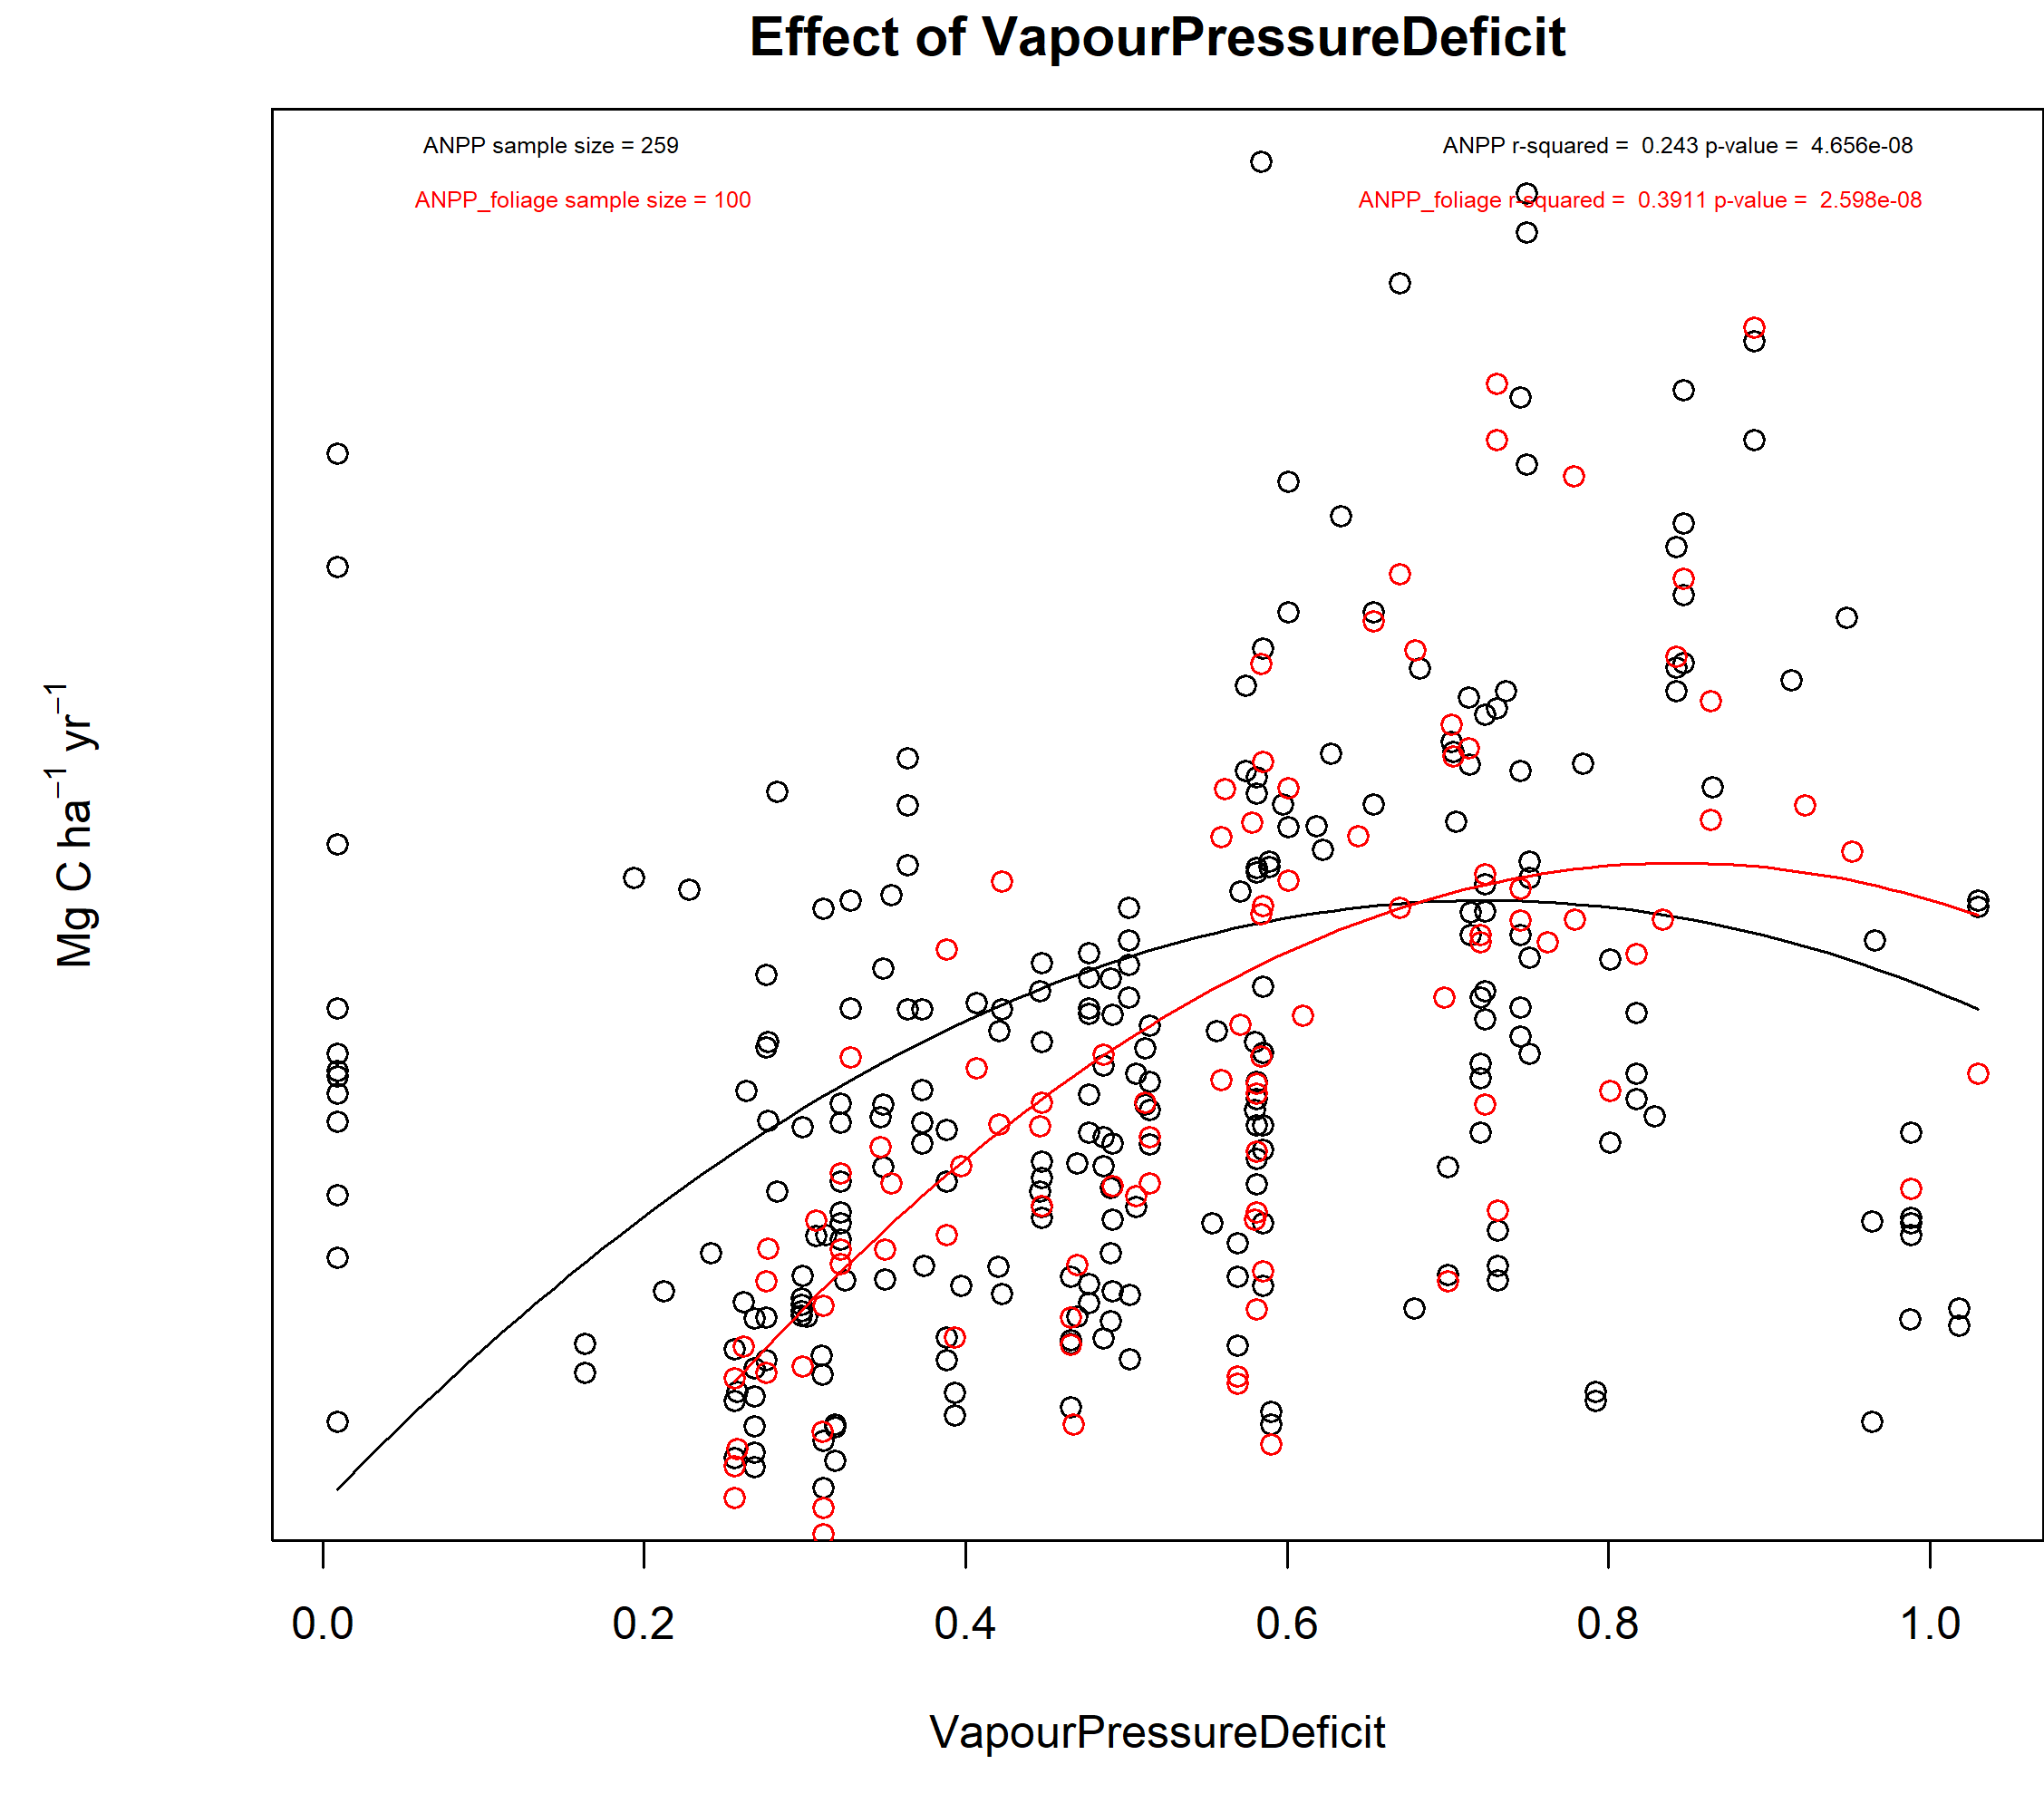 Effect of VapourPressureDeficit
ANPP sample size = 259
ANPP r-squared = 0.243 p-value = 4.656e-08
ANPP_foliage sample size = 100
ANPP_foliage r-squared = 0.3911 p-value = 2.598e-08
Mg C ha⁻¹ yr⁻¹
0.0 0.2 0.4 0.6 0.8 1.0
VapourPressureDeficit